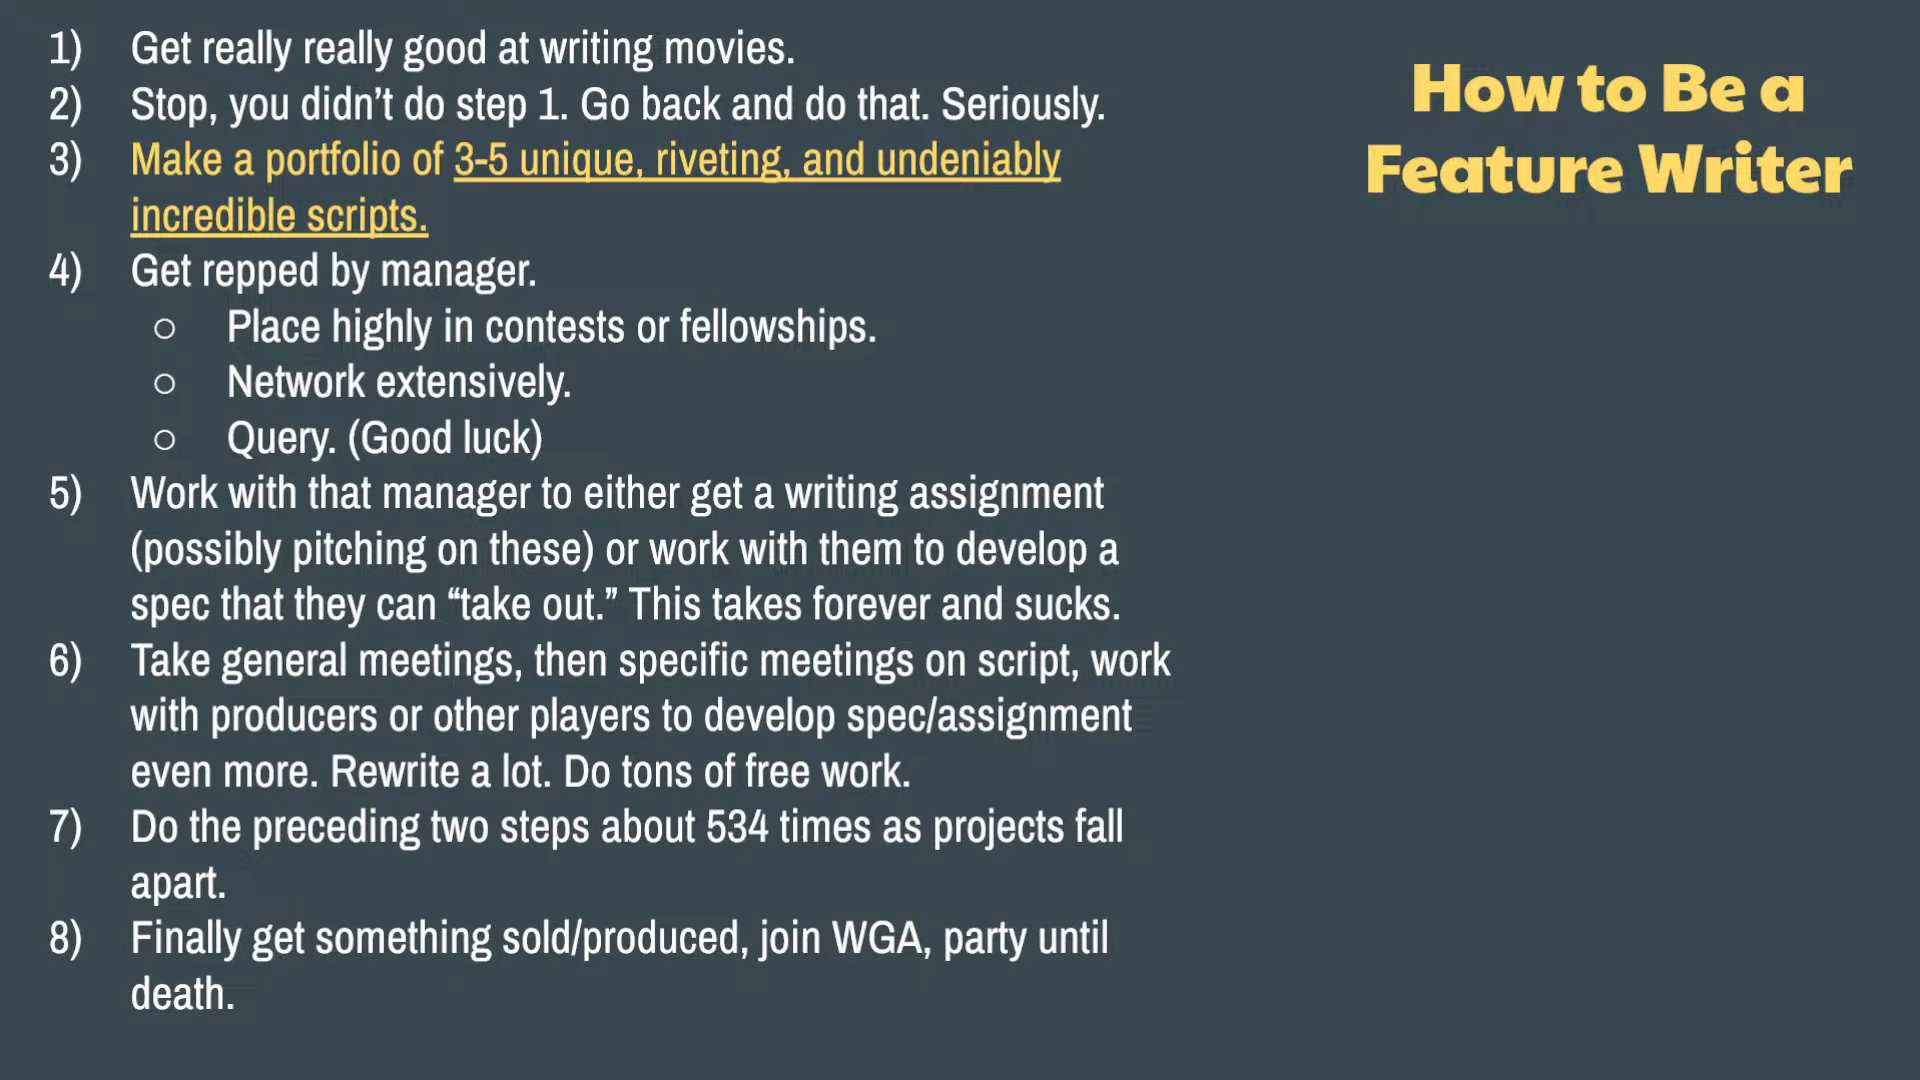 1) Get really really good at writing movies.
2) Stop, you didn’t do step 1. Go back and do that. Seriously.
3) Make a portfolio of 3-5 unique, riveting, and undeniably
incredible scripts.
4) Get repped by manager.
○ Place highly in contests or fellowships.
○ Network extensively.
○ Query. (Good luck)
5) Work with that manager to either get a writing assignment
(possibly pitching on these) or work with them to develop a
spec that they can “take out.” This takes forever and sucks.
6) Take general meetings, then specific meetings on script, work
with producers or other players to develop spec/assignment
even more. Rewrite a lot. Do tons of free work.
7) Do the preceding two steps about 534 times as projects fall
apart.
8) Finally get something sold/produced, join WGA, party until
death.
How to Be a
Feature Writer